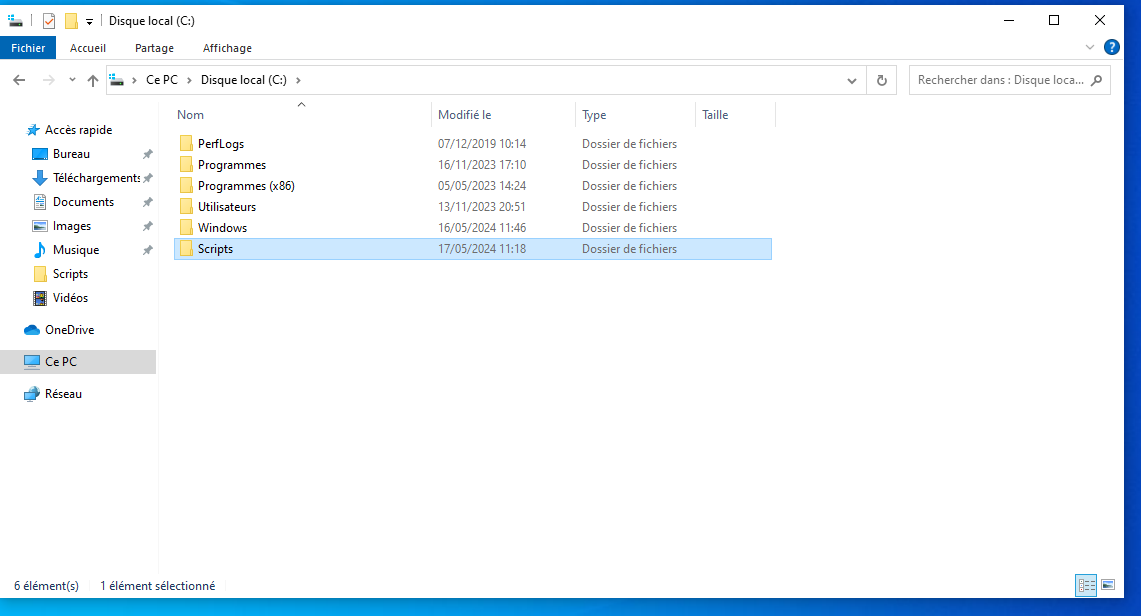 Disque local (C:)
Fichier Accueil Partage Affichage
?
Ce PC Disque local (C:) Rechercher dans : Disque loca...
Nom Modifié le Type Taille
Accès rapide
Bureau
Téléchargements
Documents
Images
Musique
Scripts
Vidéos
OneDrive
Ce PC
Réseau
PerfLogs 07/12/2019 10:14 Dossier de fichiers
Programmes 16/11/2023 17:10 Dossier de fichiers
Programmes (x86) 05/05/2023 14:24 Dossier de fichiers
Utilisateurs 13/11/2023 20:51 Dossier de fichiers
Windows 16/05/2024 11:46 Dossier de fichiers
Scripts 17/05/2024 11:18 Dossier de fichiers
6 élément(s) 1 élément sélectionné